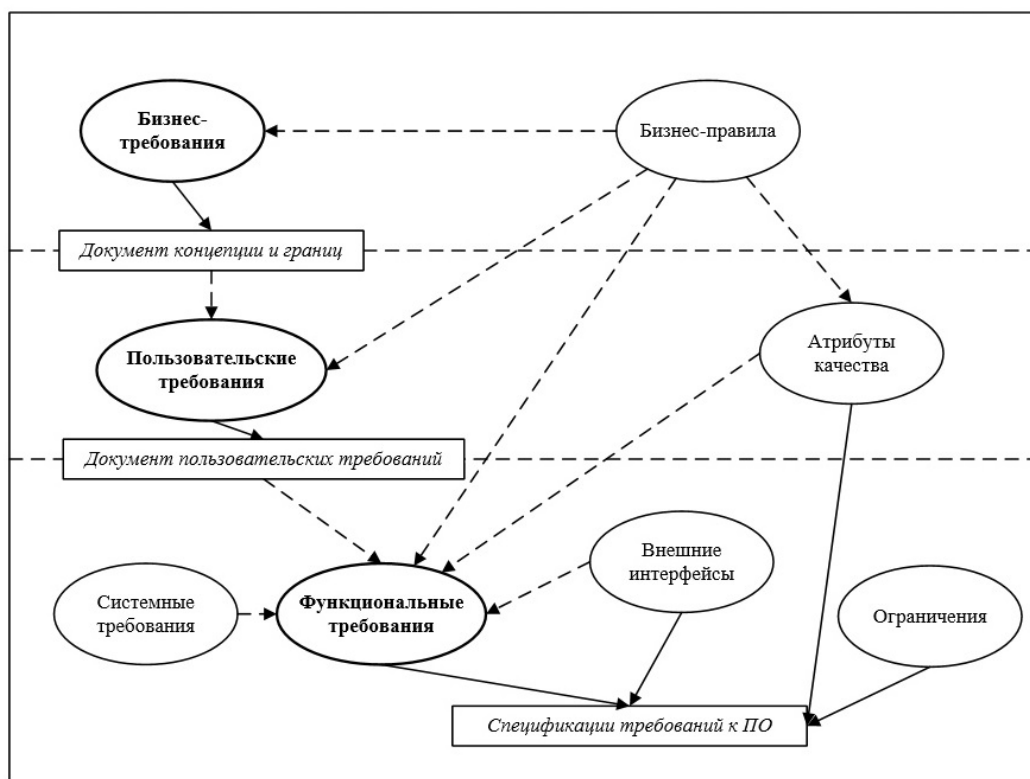 Бизнес-
требования
Бизнес-правила
Документ концепции и границ
Пользовательские
требования
Атрибуты
качества
Документ пользовательских требований
Системные
требования
Функциональные
требования
Внешние
интерфейсы
Ограничения
Спецификации требований к ПО